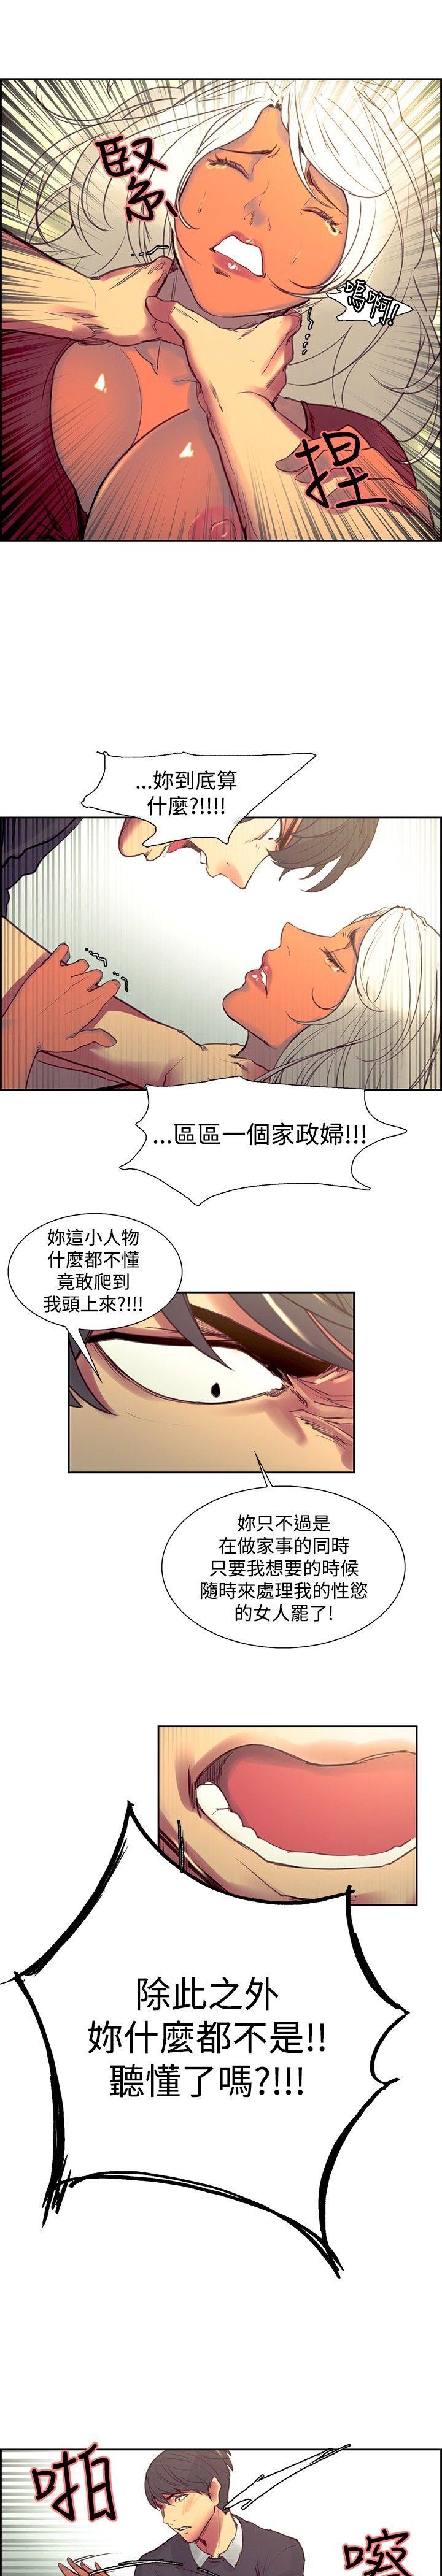 緊
嗚啊!
捏
...妳到底算
什麼?!!!!
...區區一個家政婦!!!
妳這小人物
什麼都不懂
竟敢爬到
我頭上來?!!!
妳只不過是
在做家事的同時
只要我想要的時候
隨時來處理我的性慾
的女人罷了!
除此之外
妳什麼都不是!!
聽懂了嗎?!!!
啪